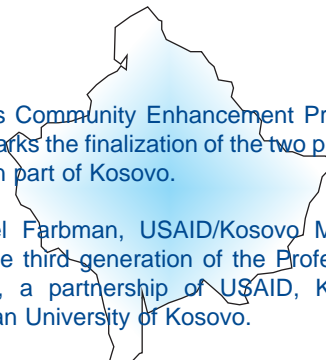 s Community Enhancement Pr
arks the finalization of the two p
n part of Kosovo.
el Farbman, USAID/Kosovo M
e third generation of the Profe
, a partnership of USAID, K
an University of Kosovo.